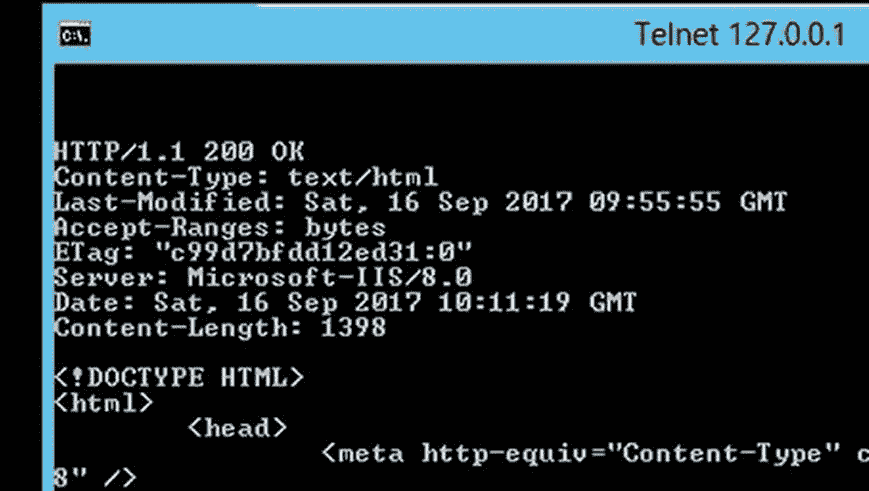 C:\.
Telnet 127.0.0.1
HTTP/1.1 200 OK
Content-Type: text/html
Last-Modified: Sat, 16 Sep 2017 09:55:55 GMT
Accept-Ranges: bytes
ETag: "c99d7bfdd12ed31:0"
Server: Microsoft-IIS/8.0
Date: Sat, 16 Sep 2017 10:11:19 GMT
Content-Length: 1398
<!DOCTYPE HTML>
<html>
<head>
<meta http-equiv="Content-Type" c
8" />